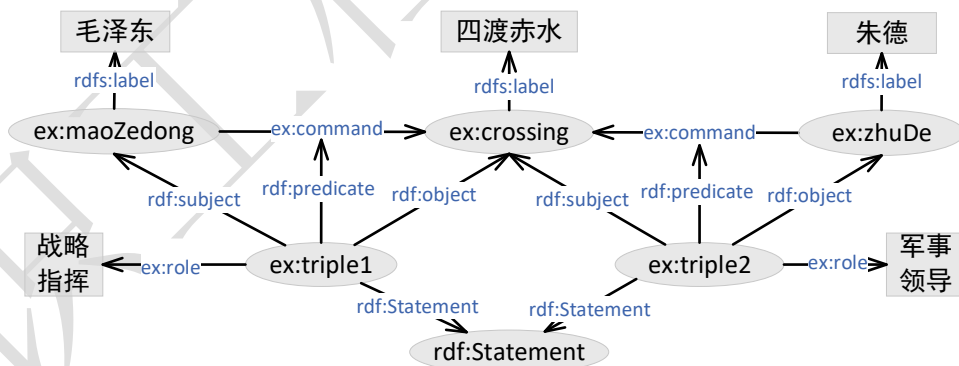 毛泽东
四渡赤水
朱德
rdfs:label
rdfs:label
rdfs:label
ex:maoZedong
ex:command
ex:crossing
ex:command
ex:zhuDe
rdf:subject
rdf:predicate
rdf:object
rdf:subject
rdf:predicate
rdf:object
战略
指挥
ex:role
ex:triple1
ex:triple2
ex:role
军事
领导
rdf:Statement
rdf:Statement
rdf:Statement